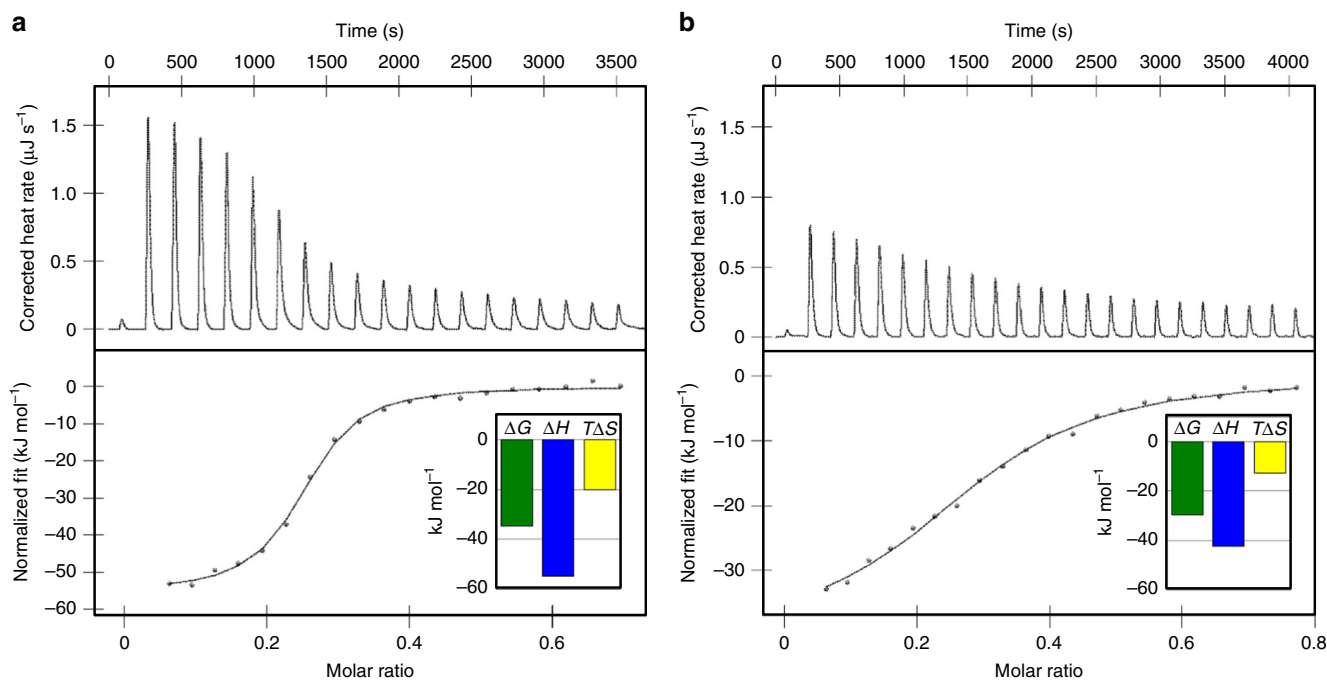 a
Time (s)
0 500 1000 1500 2000 2500 3000 3500
Corrected heat rate (μJ s⁻¹)
1.5
1.0
0.5
0
Normalized fit (kJ mol⁻¹)
0
–10
–20
–30
–40
–50
–60
ΔG ΔH TΔS
kJ mol⁻¹
0
–20
–40
–60
0 0.2 0.4 0.6
Molar ratio
b
Time (s)
0 500 1000 1500 2000 2500 3000 3500 4000
Corrected heat rate (μJ s⁻¹)
1.5
1.0
0.5
0
Normalized fit (kJ mol⁻¹)
0
–10
–20
–30
ΔG ΔH TΔS
kJ mol⁻¹
0
–20
–40
–60
0 0.2 0.4 0.6 0.8
Molar ratio